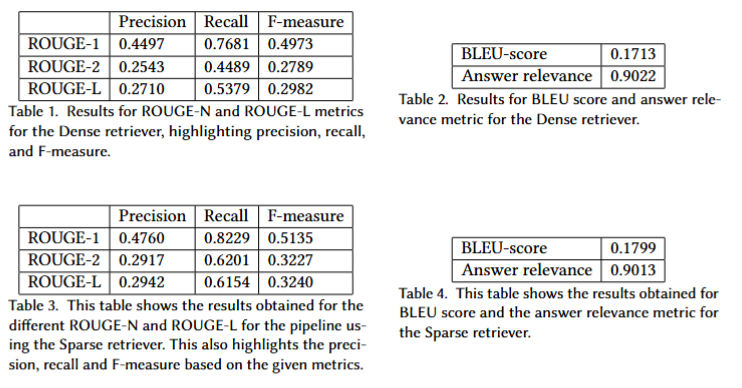 Precision Recall F-measure
ROUGE-1 0.4497 0.7681 0.4973
ROUGE-2 0.2543 0.4489 0.2789
ROUGE-L 0.2710 0.5379 0.2982
Table 1. Results for ROUGE-N and ROUGE-L metrics
for the Dense retriever, highlighting precision, recall,
and F-measure.
BLEU-score 0.1713
Answer relevance 0.9022
Table 2. Results for BLEU score and answer rele-
vance metric for the Dense retriever.
Precision Recall F-measure
ROUGE-1 0.4760 0.8229 0.5135
ROUGE-2 0.2917 0.6201 0.3227
ROUGE-L 0.2942 0.6154 0.3240
Table 3. This table shows the results obtained for the
different ROUGE-N and ROUGE-L for the pipeline us-
ing the Sparse retriever. This also highlights the preci-
sion, recall and F-measure based on the given metrics.
BLEU-score 0.1799
Answer relevance 0.9013
Table 4. This table shows the results obtained for
BLEU score and the answer relevance metric for
the Sparse retriever.